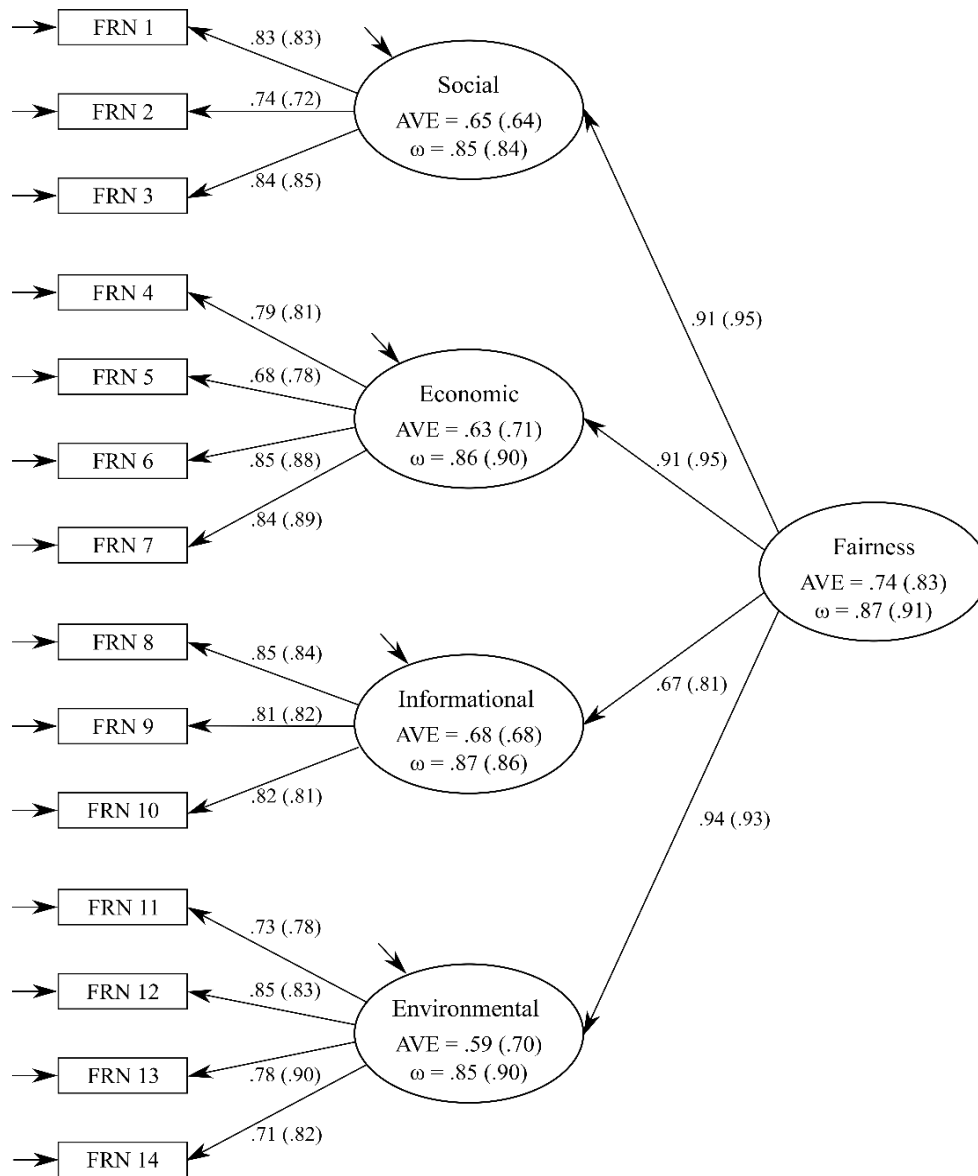 FRN 1
.83 (.83)
FRN 2
.74 (.72)
FRN 3
.84 (.85)
Social
AVE = .65 (.64)
ω = .85 (.84)
.91 (.95)
FRN 4
.79 (.81)
FRN 5
.68 (.78)
FRN 6
.85 (.88)
FRN 7
.84 (.89)
Economic
AVE = .63 (.71)
ω = .86 (.90)
.91 (.95)
Fairness
AVE = .74 (.83)
ω = .87 (.91)
FRN 8
.85 (.84)
FRN 9
.81 (.82)
FRN 10
.82 (.81)
Informational
AVE = .68 (.68)
ω = .87 (.86)
.67 (.81)
FRN 11
.73 (.78)
FRN 12
.85 (.83)
FRN 13
.78 (.90)
FRN 14
.71 (.82)
Environmental
AVE = .59 (.70)
ω = .85 (.90)
.94 (.93)